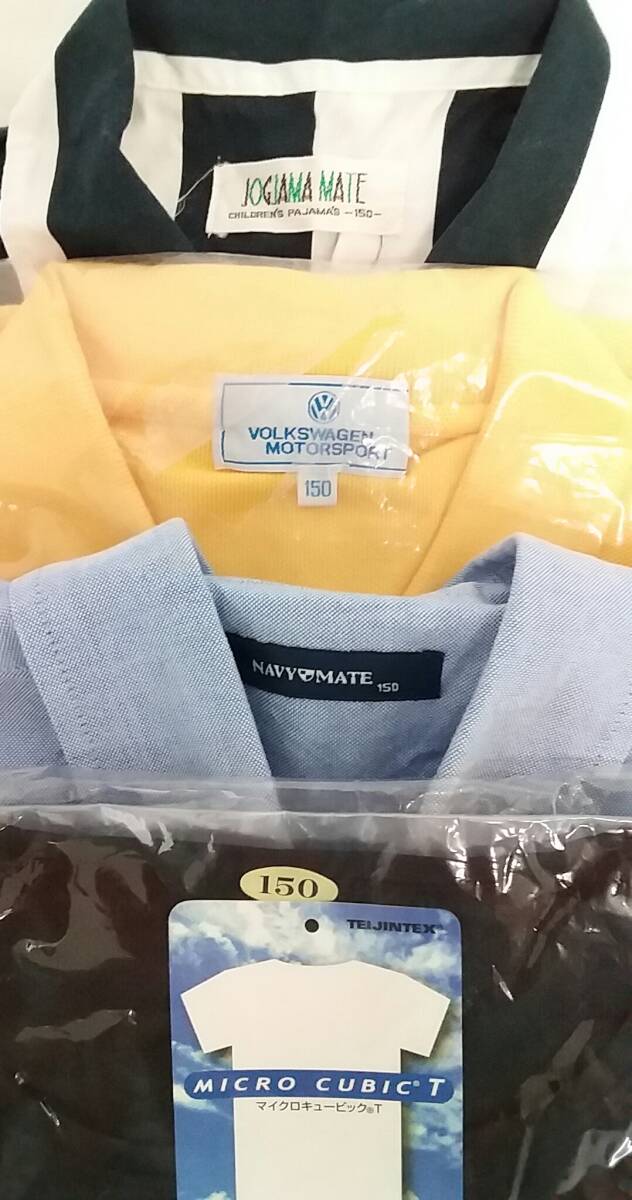 JOGJAMA MATE
CHILDREN'S PAJAMA'S -150-
VOLKSWAGEN
MOTORSPORT
150
NAVY MATE 150
150
TEIJINTEX®
MICRO CUBIC® T
マイクロキュービック®T